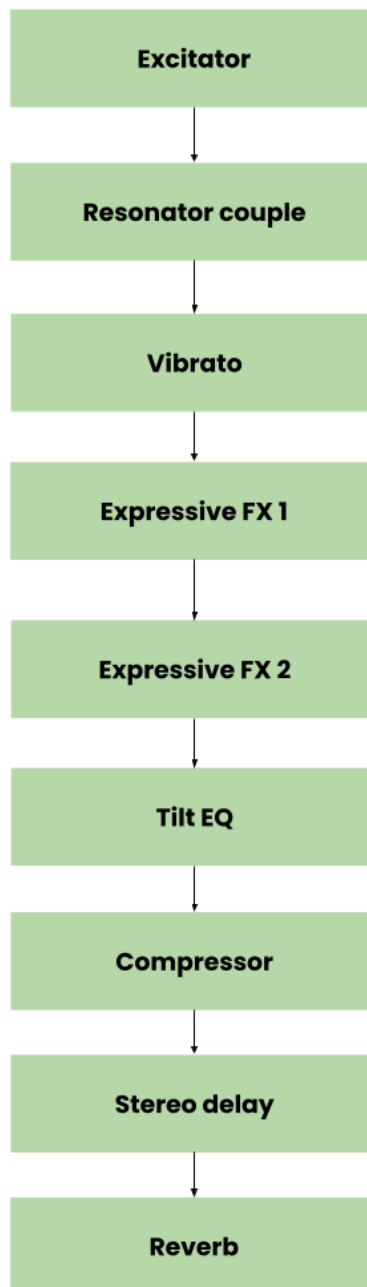 Excitator
Resonator couple
Vibrato
Expressive FX 1
Expressive FX 2
Tilt EQ
Compressor
Stereo delay
Reverb